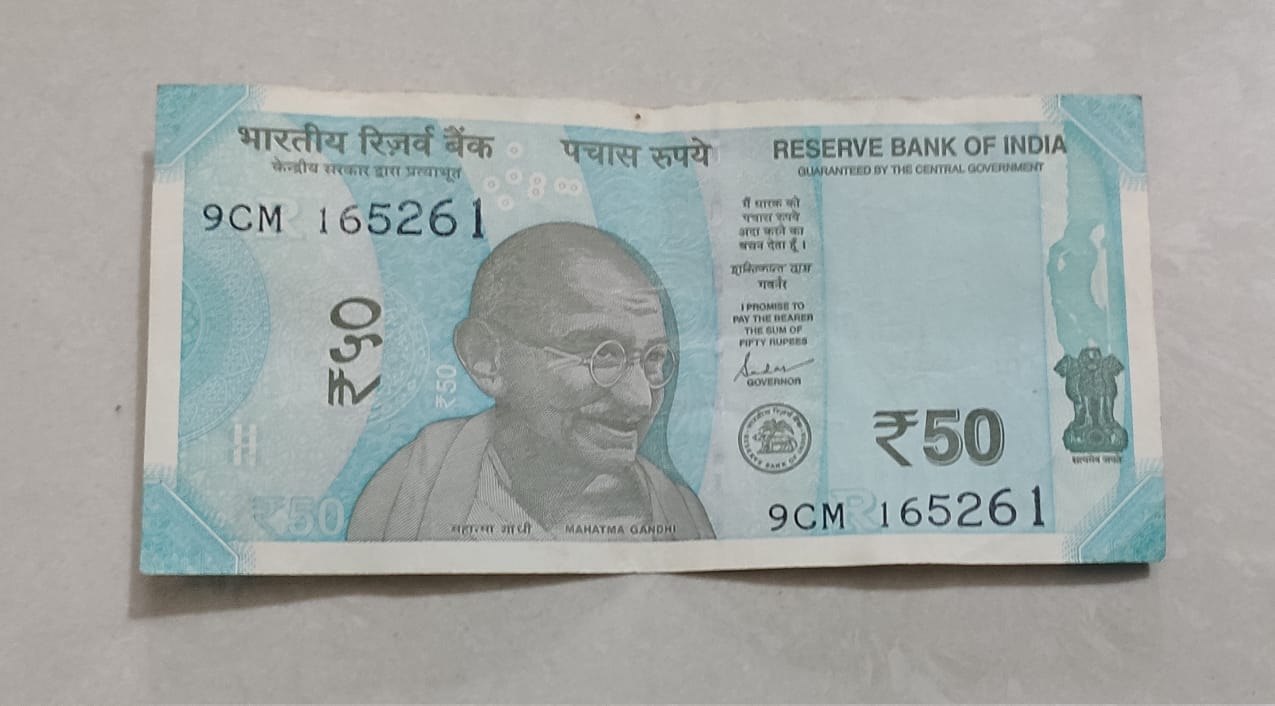 भारतीय रिज़र्व बैंक
केन्द्रीय सरकार द्वारा प्रत्याभूत
9CM 165261
पचास रुपये
RESERVE BANK OF INDIA
GUARANTEED BY THE CENTRAL GOVERNMENT
₹५०
₹50
₹50
महात्मा गांधी
MAHATMA GANDHI
मैं धारक को
पचास रुपये
अदा करने का
वचन देता हूँ।
शक्तिकान्त दास
गवर्नर
I PROMISE TO
PAY THE BEARER
THE SUM OF
FIFTY RUPEES
GOVERNOR
₹50
9CM 165261
सत्यमेव जयते